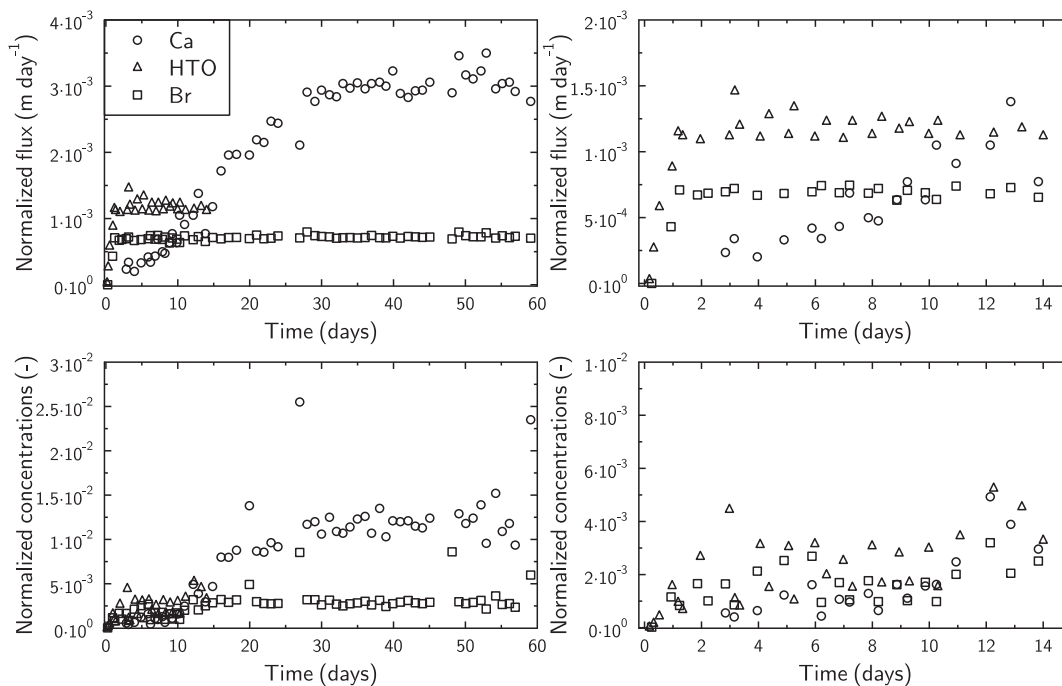 4·10⁻³
3·10⁻³
2·10⁻³
1·10⁻³
0·10⁰
Normalized flux (m day⁻¹)
Ca
HTO
Br
0 10 20 30 40 50 60
Time (days)
2·10⁻³
1.5·10⁻³
1·10⁻³
5·10⁻⁴
0·10⁰
Normalized flux (m day⁻¹)
0 2 4 6 8 10 12 14
Time (days)
3·10⁻²
2.5·10⁻²
2·10⁻²
1.5·10⁻²
1·10⁻²
5·10⁻³
0·10⁰
Normalized concentrations (-)
0 10 20 30 40 50 60
Time (days)
1·10⁻²
8·10⁻³
6·10⁻³
4·10⁻³
2·10⁻³
0·10⁰
Normalized concentrations (-)
0 2 4 6 8 10 12 14
Time (days)